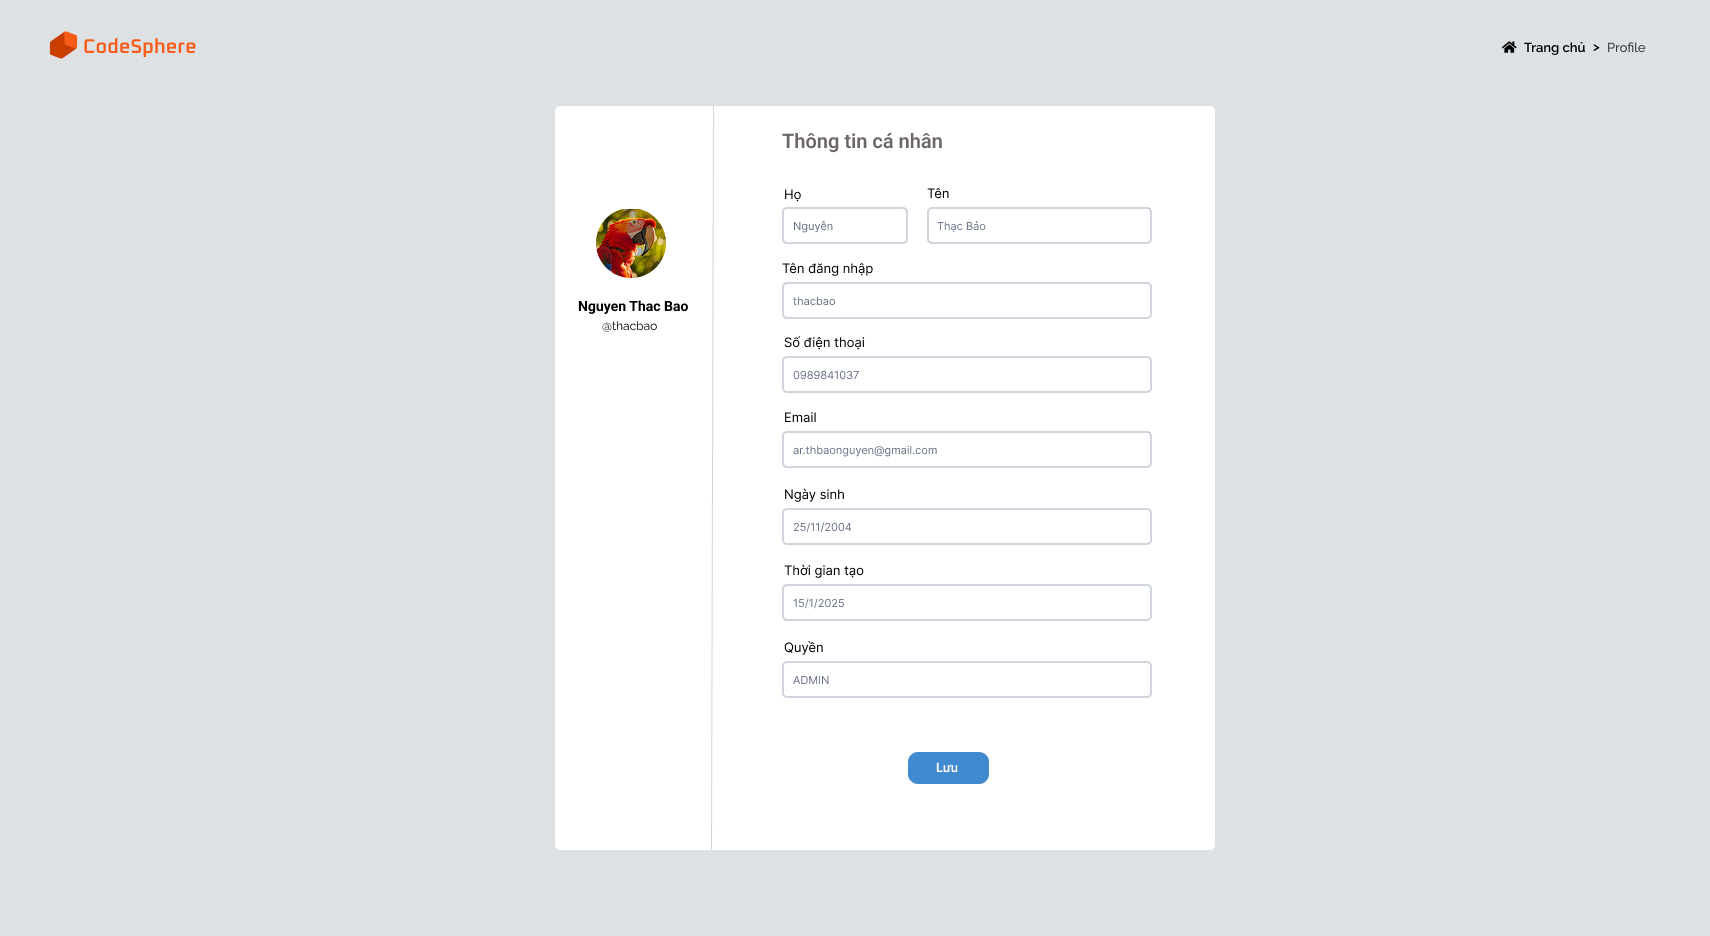 CodeSphere
Trang chủ > Profile
Thông tin cá nhân
Họ
Tên
Nguyễn
Thạc Bảo
Tên đăng nhập
thacbao
Nguyen Thac Bao
@thacbao
Số điện thoại
0989841037
Email
ar.thbaonguyen@gmail.com
Ngày sinh
25/11/2004
Thời gian tạo
15/1/2025
Quyền
ADMIN
Lưu